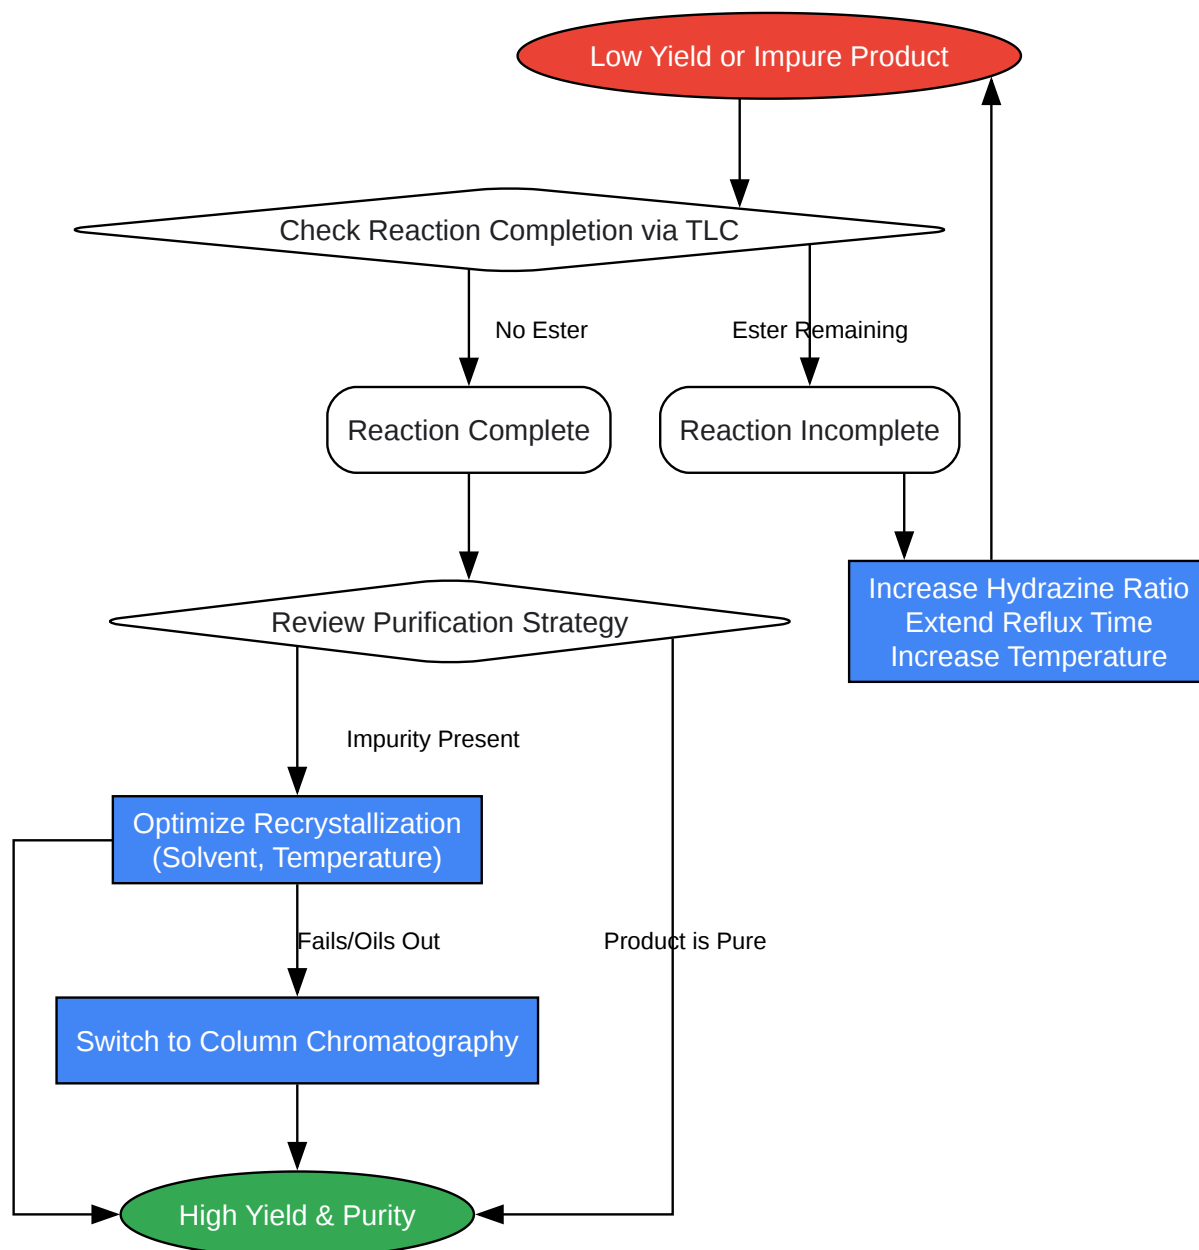 Low Yield or Impure Product
Check Reaction Completion via TLC
No Ester
Ester Remaining
Reaction Complete
Reaction Incomplete
Increase Hydrazine Ratio
Extend Reflux Time
Increase Temperature
Review Purification Strategy
Impurity Present
Optimize Recrystallization
(Solvent, Temperature)
Fails/Oils Out
Product is Pure
Switch to Column Chromatography
High Yield & Purity